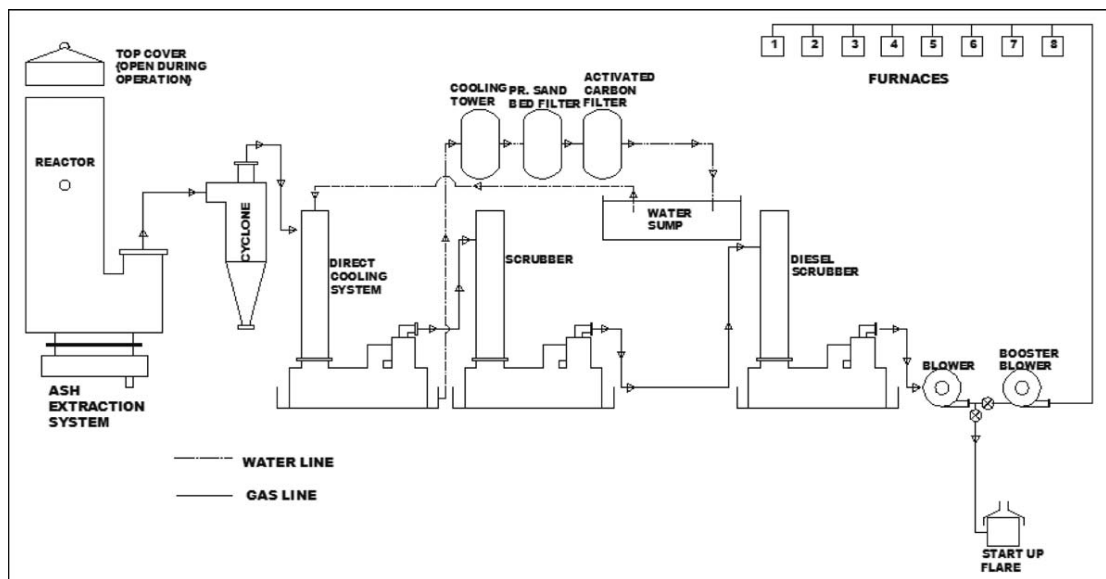 TOP COVER
{OPEN DURING
OPERATION}
REACTOR
CYCLONE
ASH
EXTRACTION
SYSTEM
DIRECT
COOLING
SYSTEM
COOLING
TOWER
PR. SAND
BED FILTER
ACTIVATED
CARBON
FILTER
WATER
SUMP
SCRUBBER
DIESEL
SCRUBBER
1 2 3 4 5 6 7 8
FURNACES
BLOWER
BOOSTER
BLOWER
START UP
FLARE
WATER LINE
GAS LINE